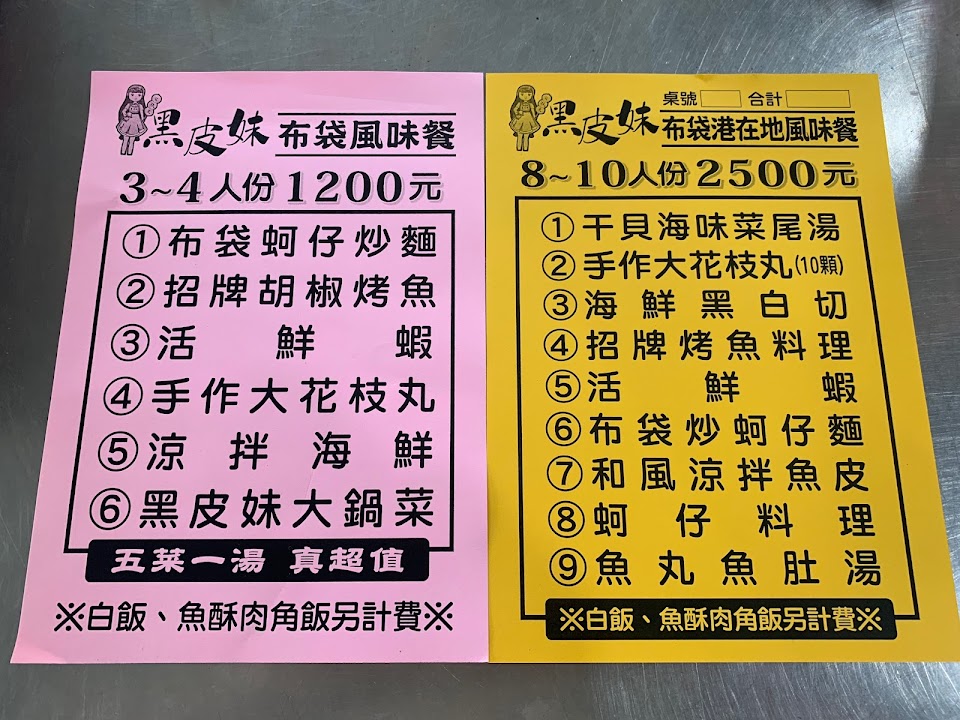 黑皮妹 布袋風味餐
3~4人份1200元
①布袋蚵仔炒麵
②招牌胡椒烤魚
③活鮮蝦
④手作大花枝丸
⑤涼拌海鮮
⑥黑皮妹大鍋菜
五菜一湯 真超值
※白飯、魚酥肉角飯另計費※
桌號 合計
黑皮妹 布袋港在地風味餐
8~10人份2500元
①干貝海味菜尾湯
②手作大花枝丸(10顆)
③海鮮黑白切
④招牌烤魚料理
⑤活鮮蝦
⑥布袋炒蚵仔麵
⑦和風涼拌魚皮
⑧蚵仔料理
⑨魚丸魚肚湯
※白飯、魚酥肉角飯另計費※